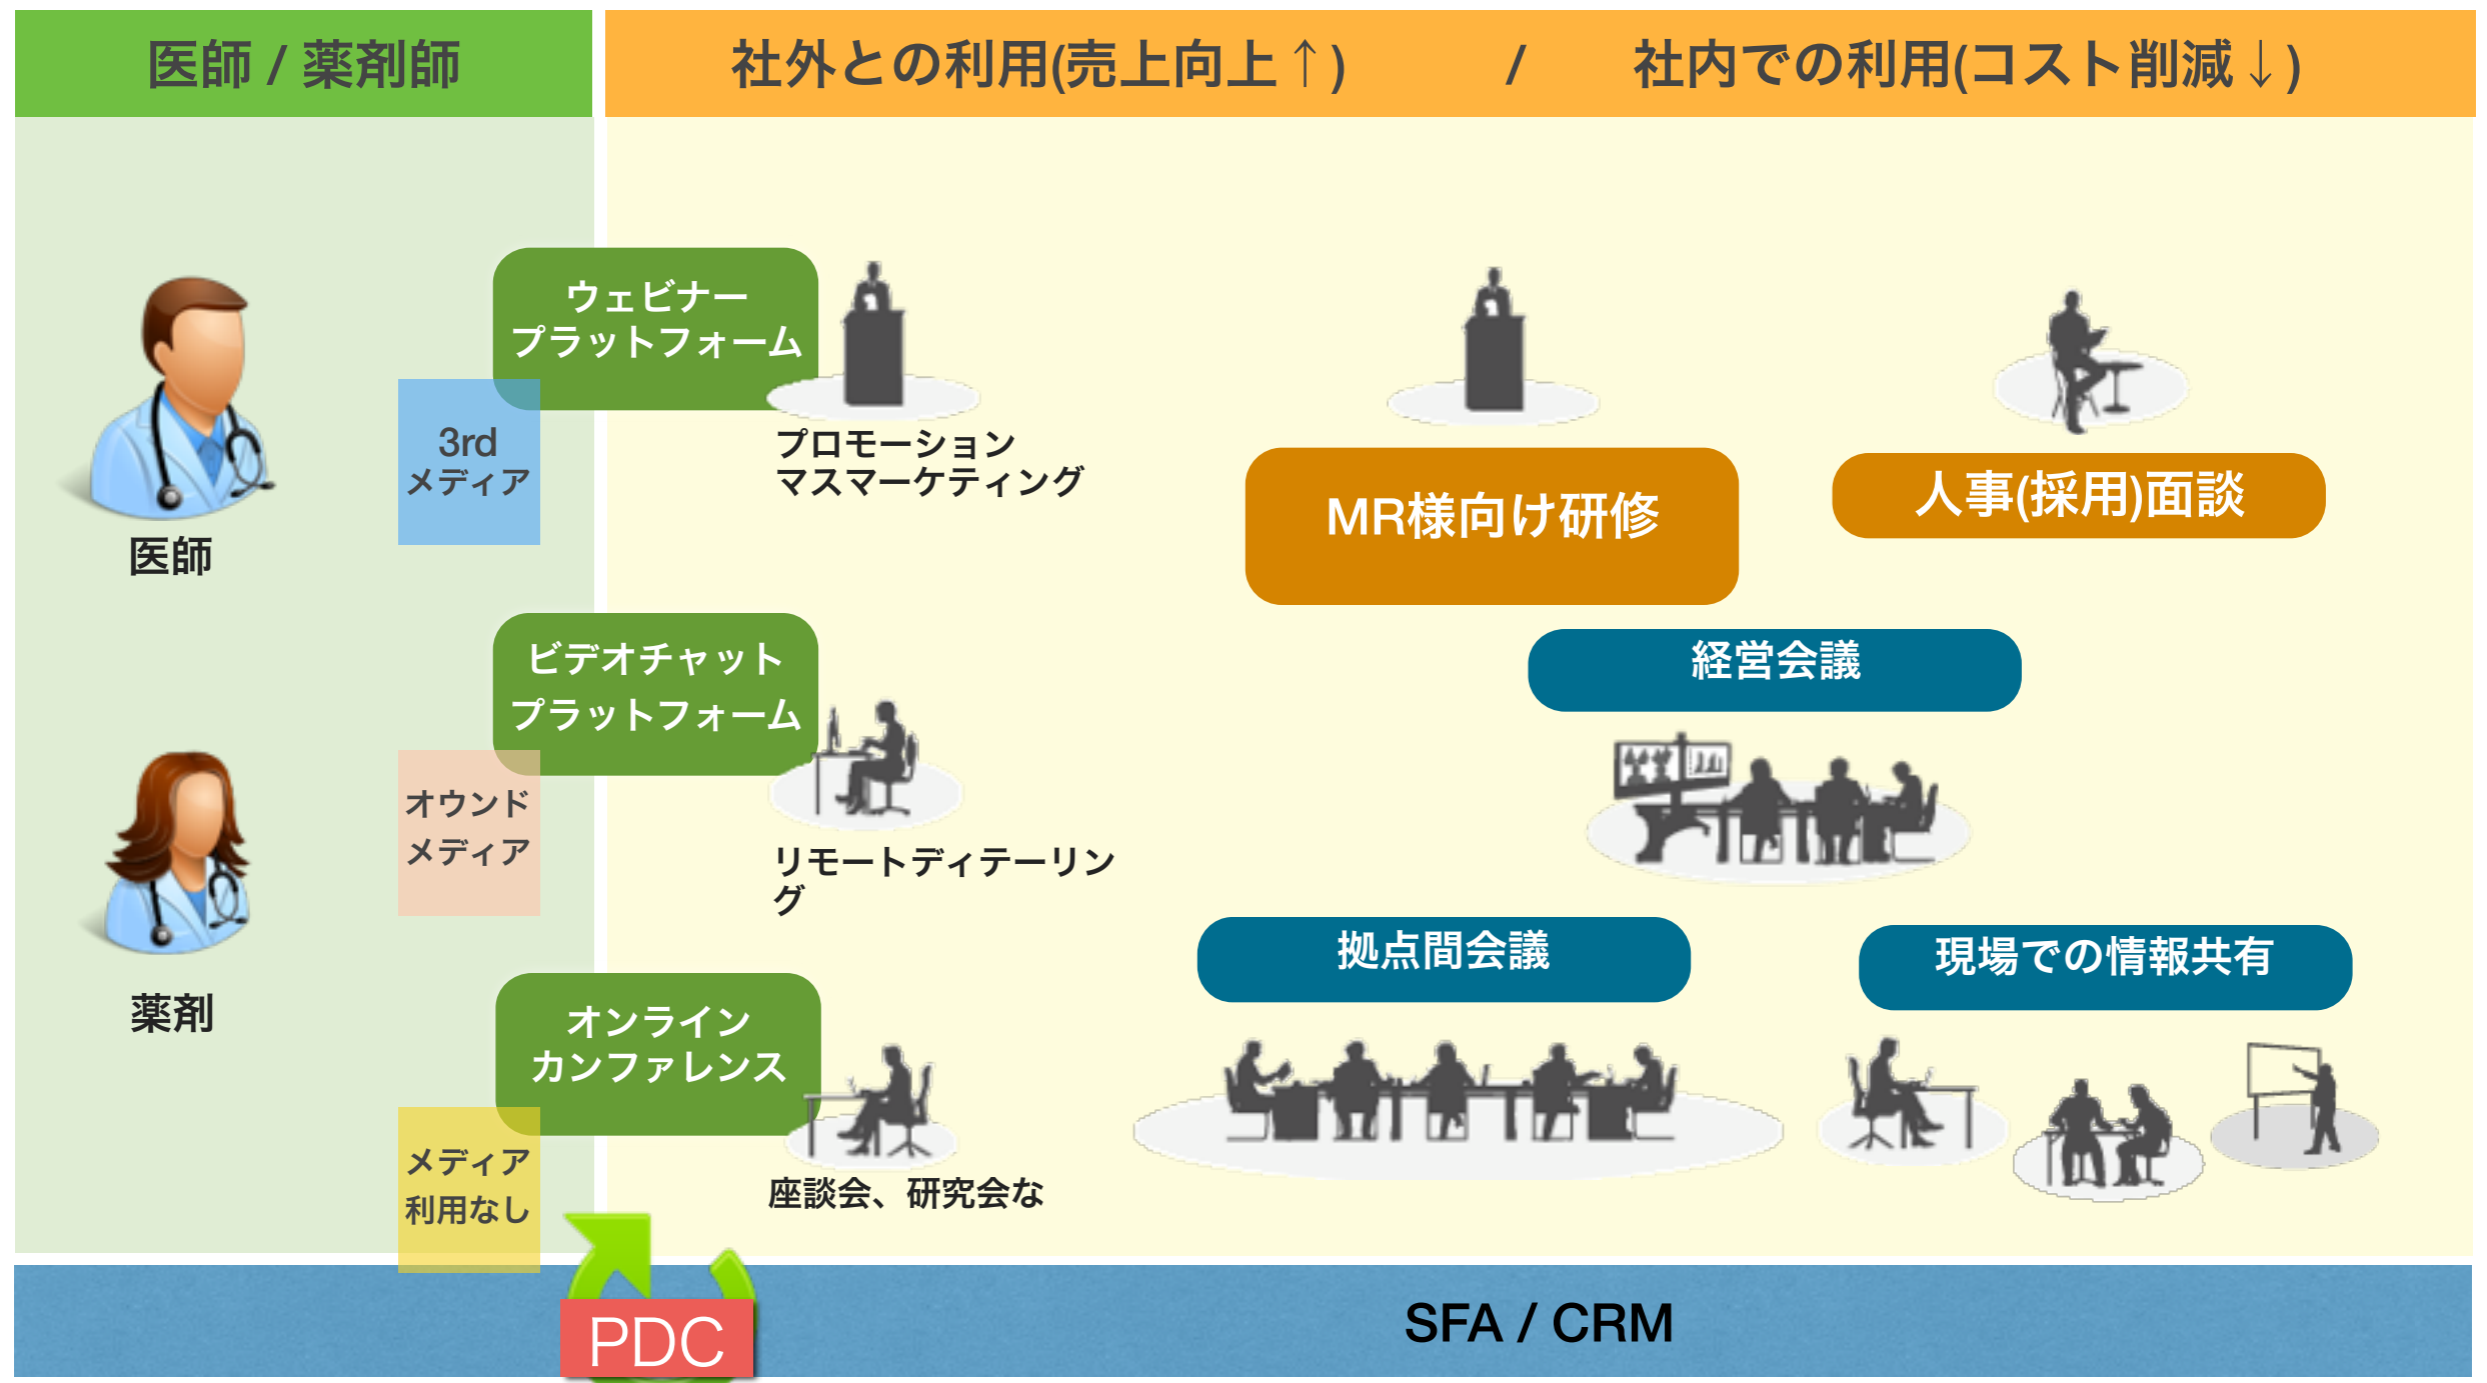 医師 / 薬剤師
社外との利用(売上向上↑) / 社内での利用(コスト削減↓)
ウェビナー
プラットフォーム
3rd
メディア
医師
プロモーション
マスマーケティング
MR様向け研修
人事(採用)面談
ビデオチャット
プラットフォーム
オウンド
メディア
薬剤
リモートディテーリン
グ
経営会議
拠点間会議
現場での情報共有
オンライン
カンファレンス
メディア
利用なし
座談会、研究会な
PDC
SFA / CRM